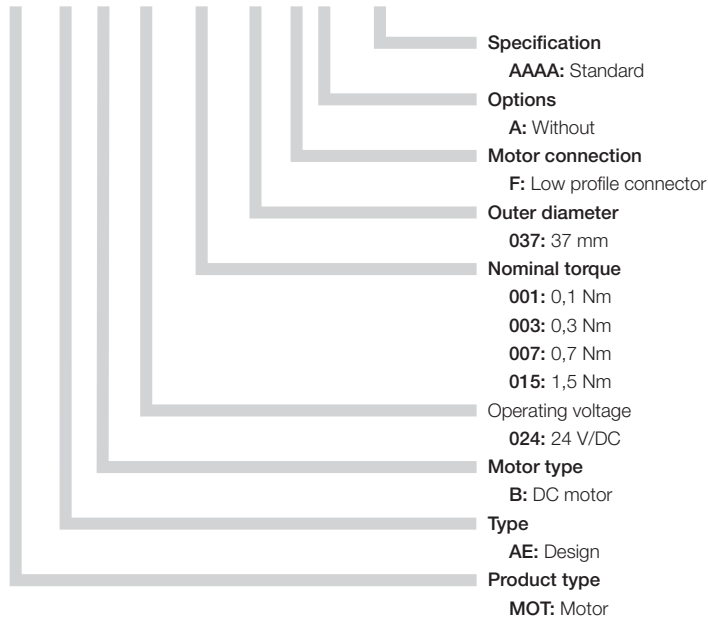 Specification
AAAA: Standard
Options
A: Without
Motor connection
F: Low profile connector
Outer diameter
037: 37 mm
Nominal torque
001: 0,1 Nm
003: 0,3 Nm
007: 0,7 Nm
015: 1,5 Nm
Operating voltage
024: 24 V/DC
Motor type
B: DC motor
Type
AE: Design
Product type
MOT: Motor